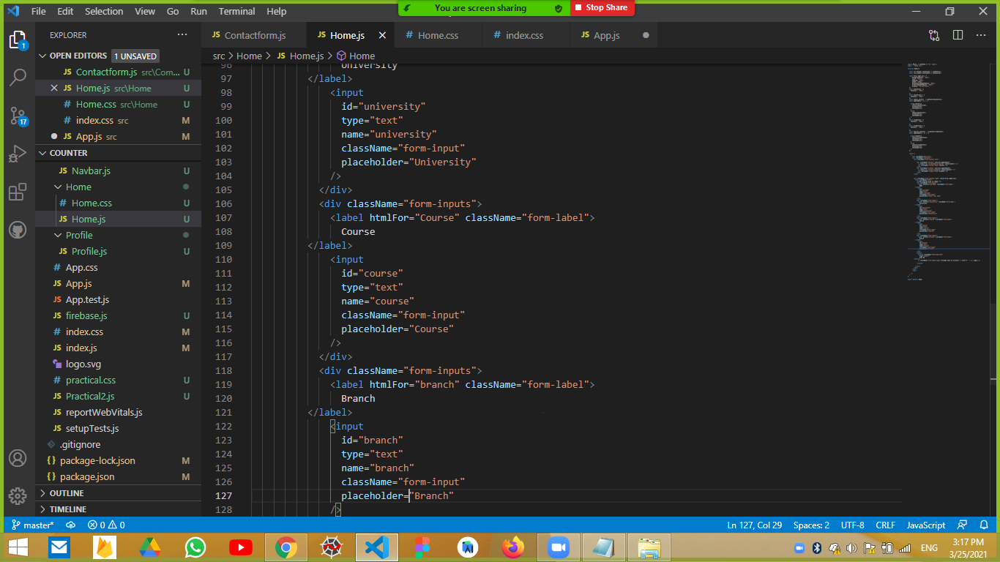 File Edit Selection View Go Run Terminal Help
You are screen sharing
Stop Share
EXPLORER
OPEN EDITORS 1 UNSAVED
JS Contactform.js src\Com... U
JS Home.js src\Home U
# Home.css src\Home U
# index.css src M
JS App.js src M
COUNTER
JS Navbar.js U
Home
# Home.css U
JS Home.js U
Profile
JS Profile.js U
# App.css
JS App.js M
JS App.test.js
JS firebase.js U
# index.css M
JS index.js M
logo.svg
# practical.css U
JS Practical2.js U
JS reportWebVitals.js
JS setupTests.js
.gitignore
{} package-lock.json M
{} package.json M
OUTLINE
TIMELINE
1
17
JS Contactform.js JS Home.js # Home.css # index.css JS App.js
src > Home > JS Home.js > Home
96 University
97 </label>
98 <input
99 id="university"
100 type="text"
101 name="university"
102 className="form-input"
103 placeholder="University"
104 />
105 </div>
106 <div className="form-inputs">
107 <label htmlFor="Course" className="form-label">
108 Course
109 </label>
110 <input
111 id="course"
112 type="text"
113 name="course"
114 className="form-input"
115 placeholder="Course"
116 />
117 </div>
118 <div className="form-inputs">
119 <label htmlFor="branch" className="form-label">
120 Branch
121 </label>
122 <input
123 id="branch"
124 type="text"
125 name="branch"
126 className="form-input"
127 placeholder="Branch"
128 />
master* 0 0 Ln 127, Col 29 Spaces: 2 UTF-8 CRLF JavaScript
ENG
3:17 PM
3/25/2021